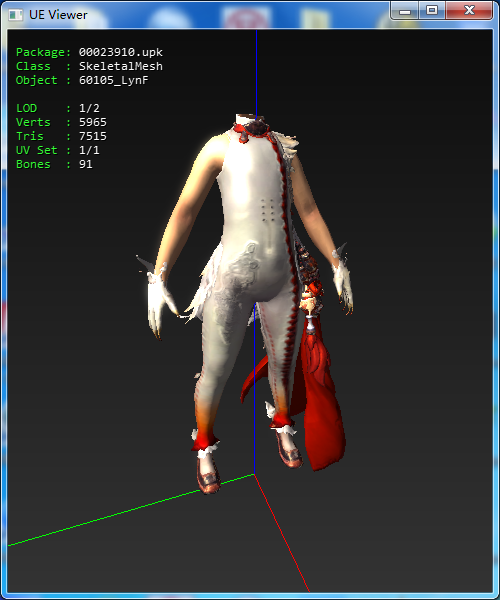 UE Viewer
Package: 00023910.upk
Class : SkeletalMesh
Object : 60105_LynF
LOD : 1/2
Verts : 5965
Tris : 7515
UV Set : 1/1
Bones : 91